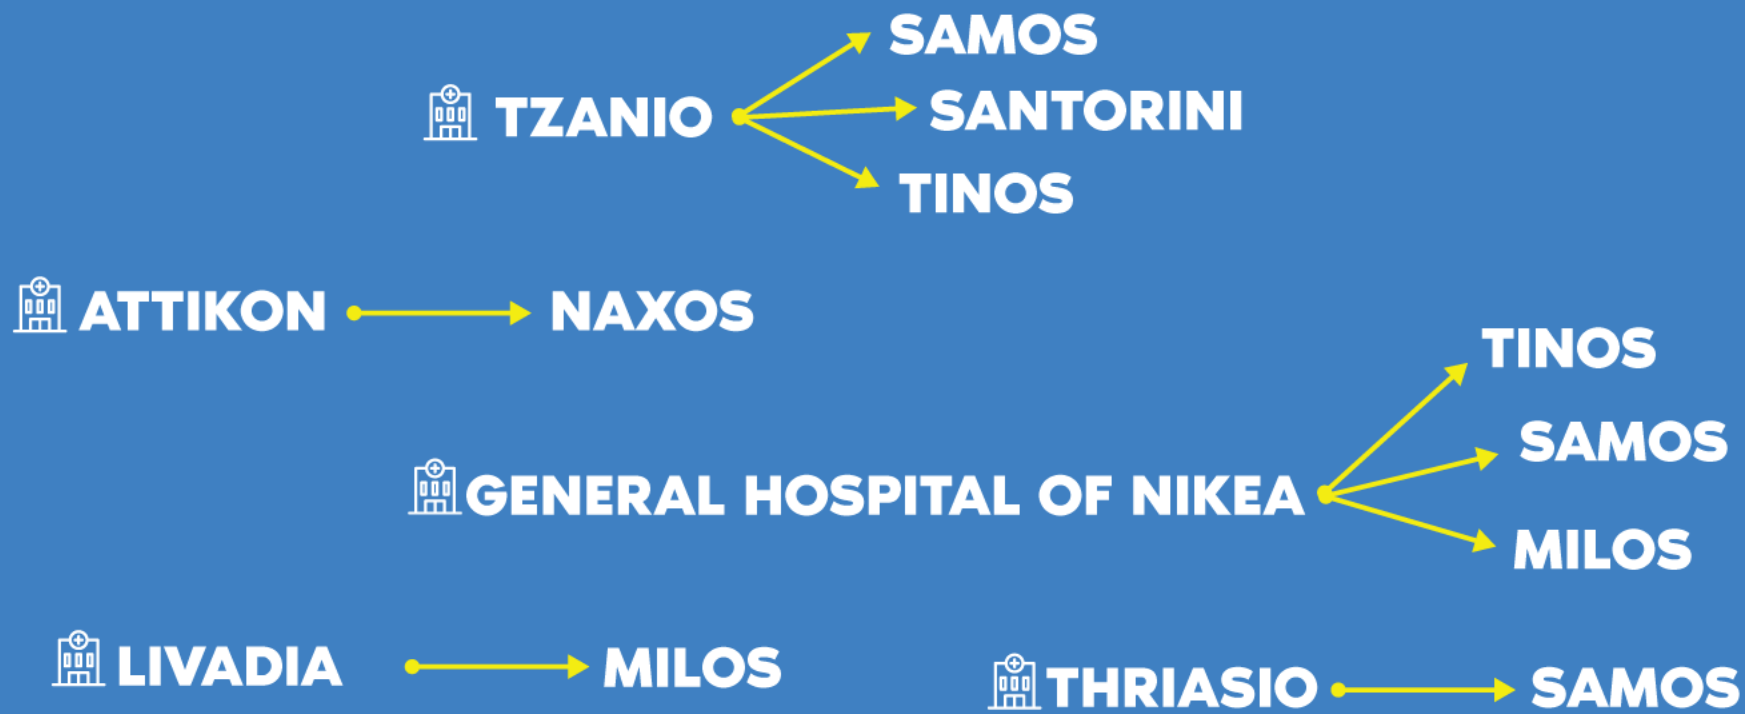 SAMOS
TZANIO
SANTORINI
TINOS
ATTIKON
NAXOS
TINOS
SAMOS
GENERAL HOSPITAL OF NIKEA
MILOS
LIVADIA
MILOS
THRIASIO
SAMOS